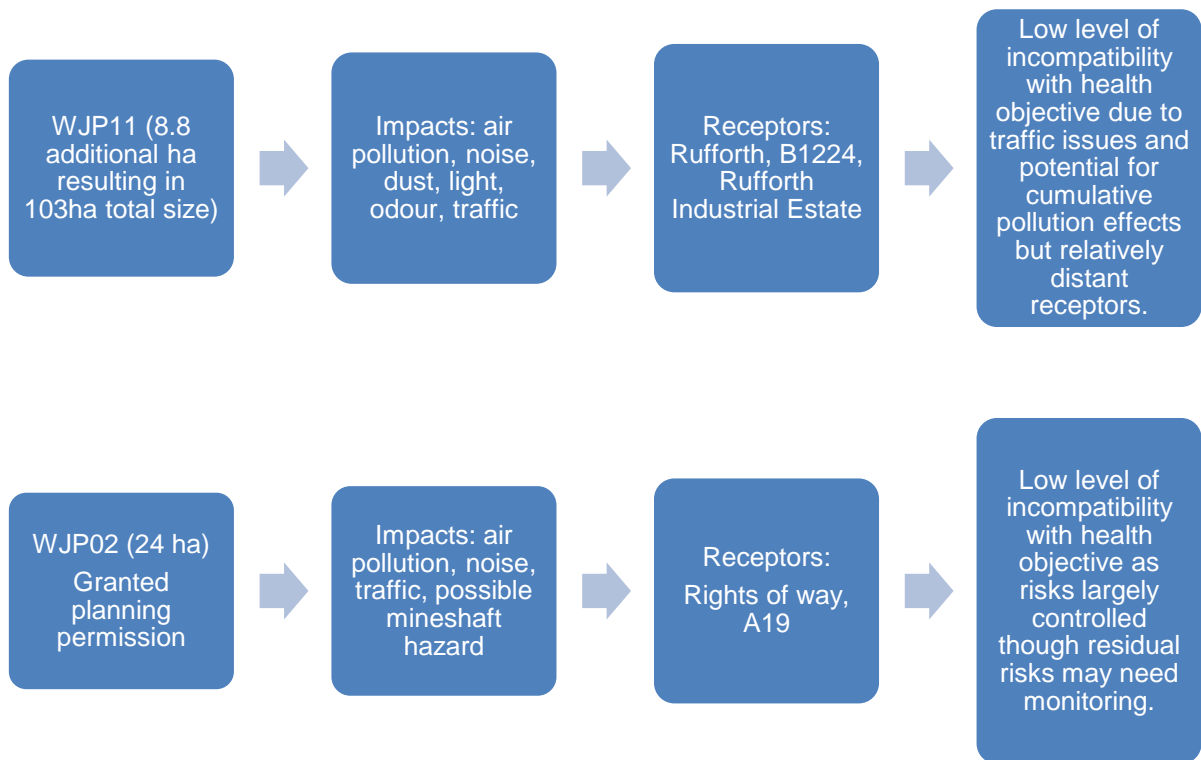 WJP11 (8.8
additional ha
resulting in
103ha total size)
Impacts: air
pollution, noise,
dust, light,
odour, traffic
Receptors:
Rufforth, B1224,
Rufforth
Industrial Estate
Low level of
incompatibility
with health
objective due to
traffic issues and
potential for
cumulative
pollution effects
but relatively
distant
receptors.
WJP02 (24 ha)
Granted
planning
permission
Impacts: air
pollution, noise,
traffic, possible
mineshaft
hazard
Receptors:
Rights of way,
A19
Low level of
incompatibility
with health
objective as
risks largely
controlled
though residual
risks may need
monitoring.